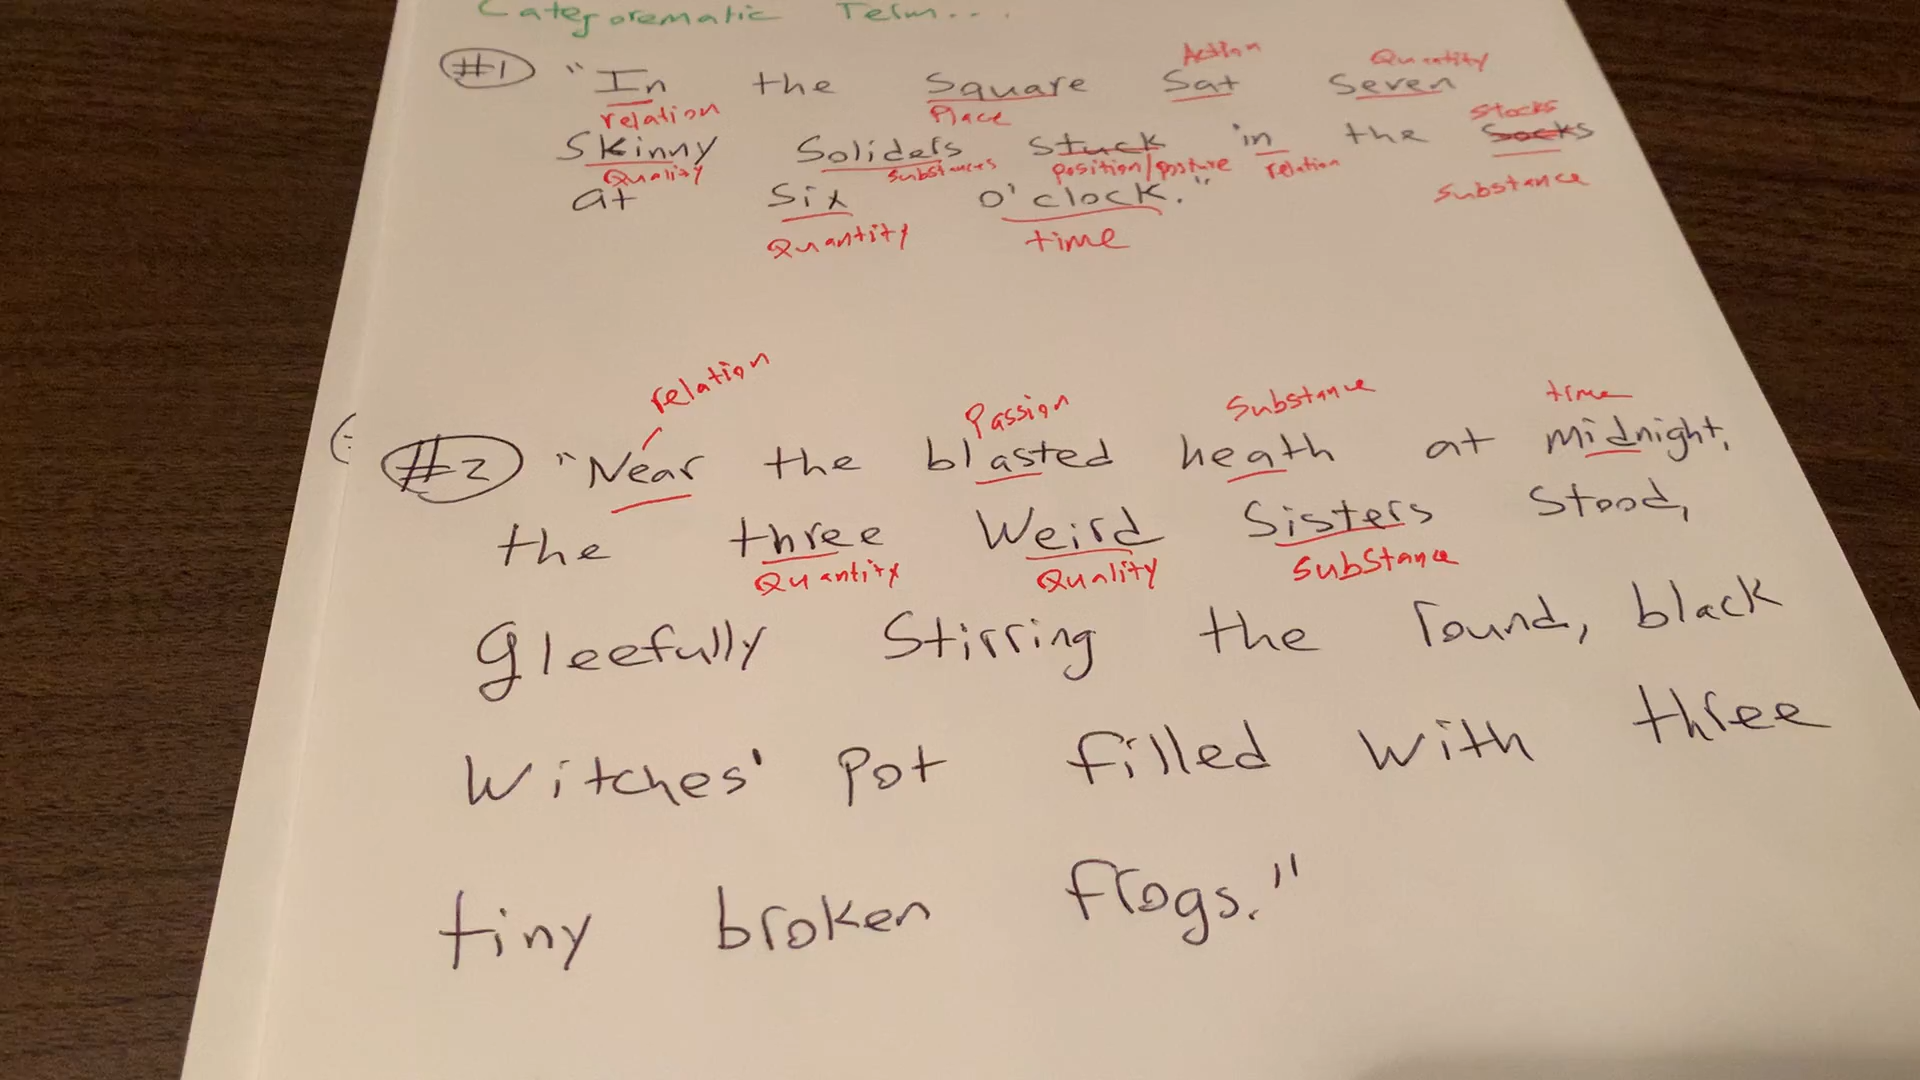 Categorematic Term...
Action Quantity
#1 "In the Square Sat Seven
relation Place Stocks
Skinny Soliders Stuck in the Socks
Quality Substances position/posture relation Substance
at Six O'clock."
Quantity time
relation Passion Substance time
#2 "Near the blasted heath at midnight,
the three Weird Sisters Stood,
Quantity Quality Substance
gleefully Stirring the round, black
Witches' Pot filled with three
tiny broken frogs."